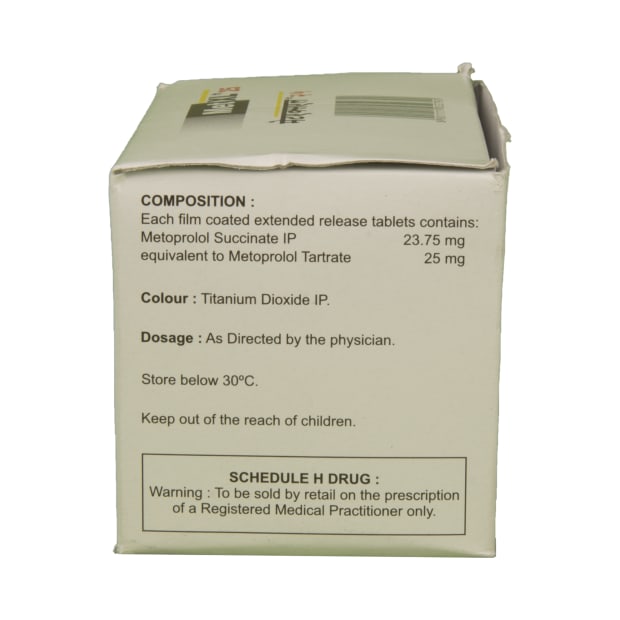 COMPOSITION :
Each film coated extended release tablets contains:
Metoprolol Succinate IP 23.75 mg
equivalent to Metoprolol Tartrate 25 mg
Colour : Titanium Dioxide IP.
Dosage : As Directed by the physician.
Store below 30ºC.
Keep out of the reach of children.
SCHEDULE H DRUG :
Warning : To be sold by retail on the prescription
of a Registered Medical Practitioner only.